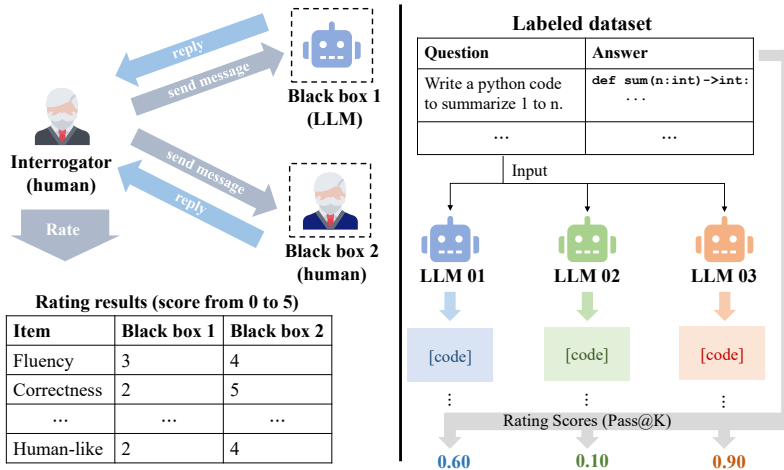 reply
send message
Black box 1
(LLM)
Interrogator
(human)
send message
reply
Black box 2
(human)
Rate
Rating results (score from 0 to 5)
Item Black box 1 Black box 2
Fluency 3 4
Correctness 2 5
... ... ...
Human-like 2 4
Labeled dataset
Question Answer
Write a python code def sum(n:int)->int:
to summarize 1 to n. ...
... ...
Input
LLM 01 LLM 02 LLM 03
[code] [code] [code]
... ... ...
Rating Scores (Pass@K)
0.60 0.10 0.90